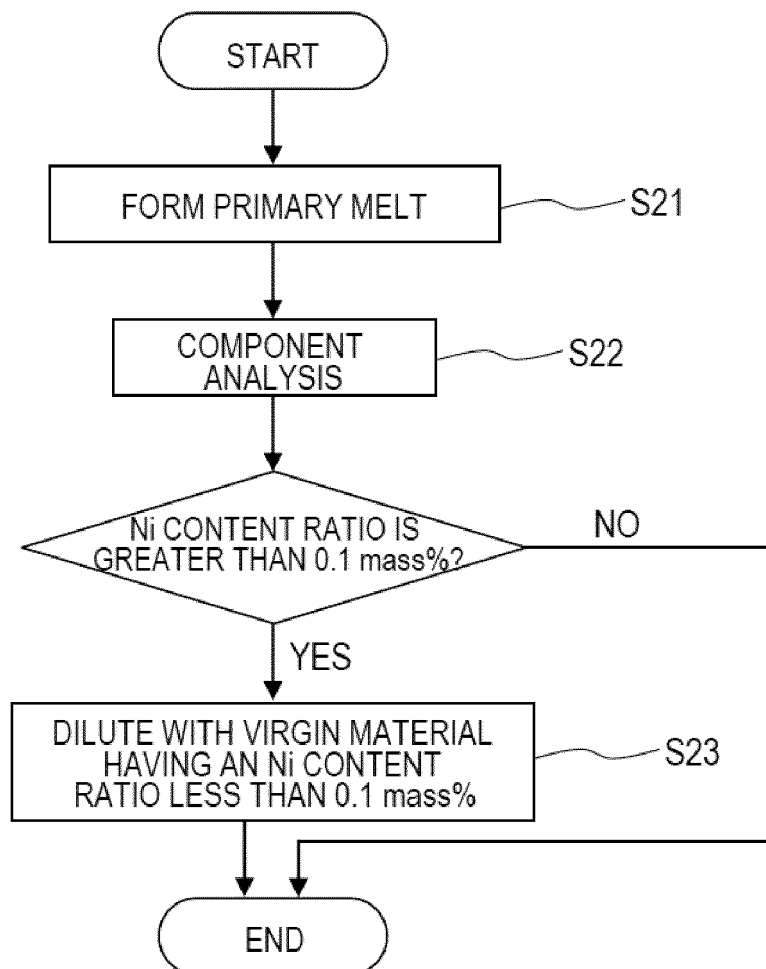 START
FORM PRIMARY MELT
S21
COMPONENT
ANALYSIS
S22
Ni CONTENT RATIO IS
GREATER THAN 0.1 mass%?
NO
YES
DILUTE WITH VIRGIN MATERIAL
HAVING AN Ni CONTENT
RATIO LESS THAN 0.1 mass%
S23
END